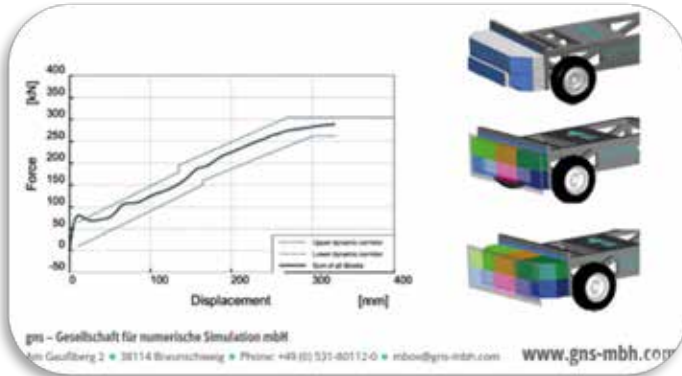 [kN]
400
350
300
250
200
150
100
50
0
-50
Force
0
100
200
300
400
Displacement
[mm]
Upper dynamic corridor
Lower dynamic corridor
Sum of all Blocks
gns – Gesellschaft für numerische Simulation mbH
Am Gaußberg 2 • 38114 Braunschweig • Phone: +49 (0) 531-80112-0 • mbox@gns-mbh.com
www.gns-mbh.com